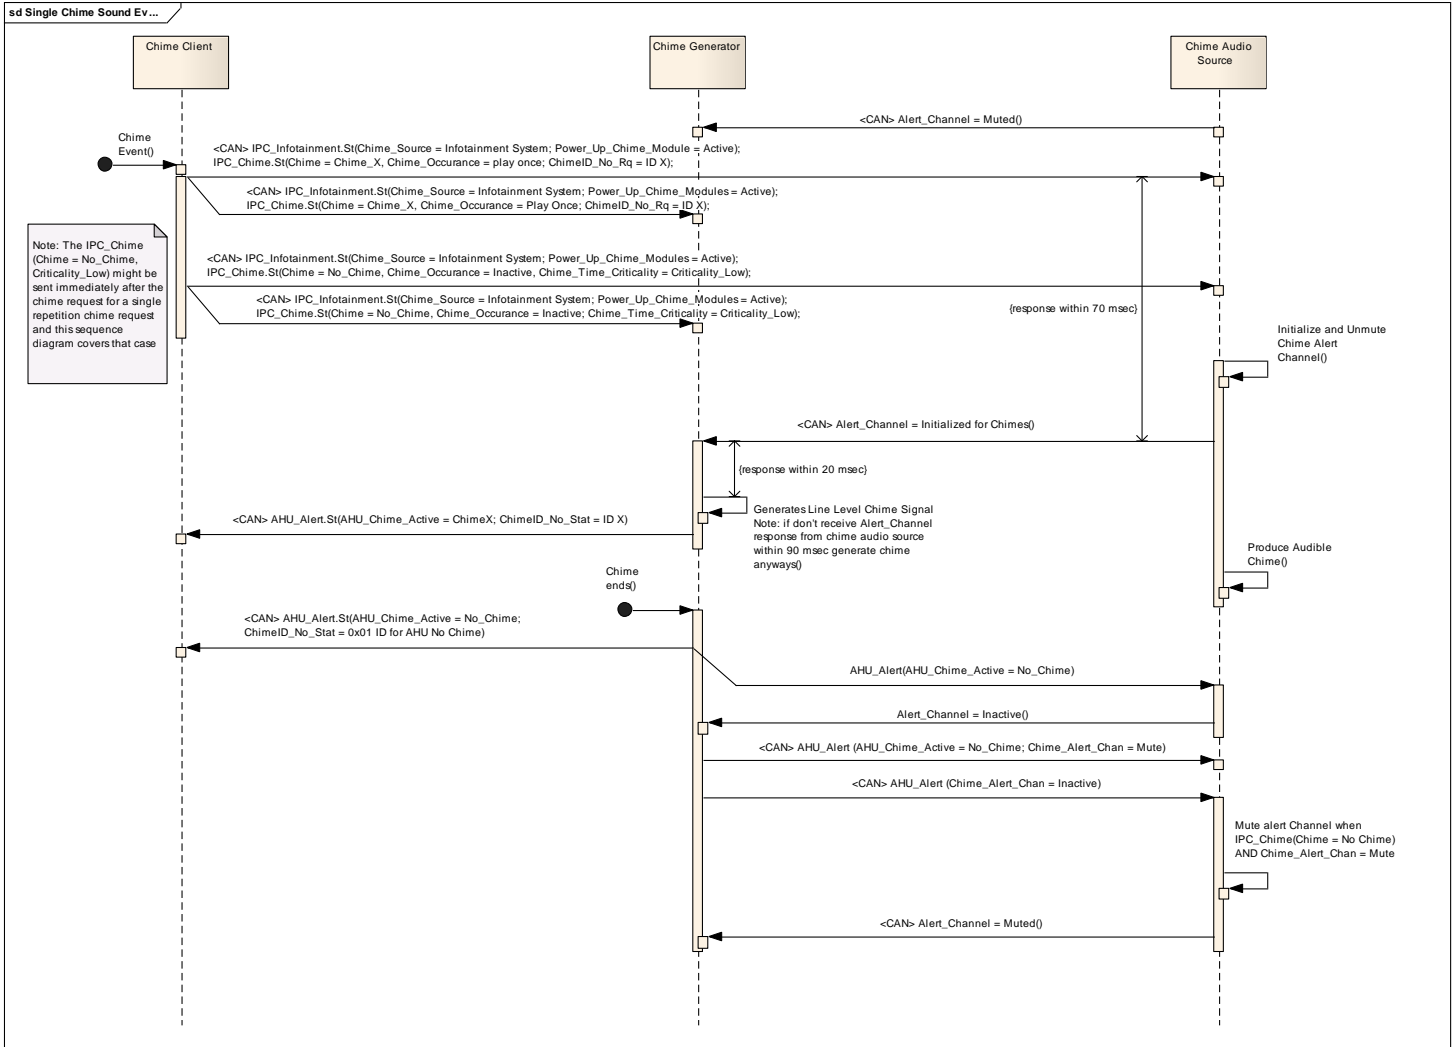 sd Single Chime Sound Ev...
Chime Client
Chime Generator
Chime Audio
Source
<CAN> Alert_Channel = Muted()
Chime
Event()
<CAN> IPC_Infotainment.St(Chime_Source = Infotainment System; Power_Up_Chime_Module = Active);
IPC_Chime.St(Chime = Chime_X, Chime_Occurance = play once; ChimeID_No_Rq = ID X);
<CAN> IPC_Infotainment.St(Chime_Source = Infotainment System; Power_Up_Chime_Modules = Active);
IPC_Chime.St(Chime = Chime_X, Chime_Occurance = Play Once; ChimeID_No_Rq = ID X);
Note: The IPC_Chime
(Chime = No_Chime,
Criticality_Low) might be
sent immediately after the
chime request for a single
repetition chime request
and this sequence
diagram covers that case
<CAN> IPC_Infotainment.St(Chime_Source = Infotainment System; Power_Up_Chime_Modules = Active);
IPC_Chime.St(Chime = No_Chime, Chime_Occurance = Inactive, Chime_Time_Criticality = Criticality_Low);
<CAN> IPC_Infotainment.St(Chime_Source = Infotainment System; Power_Up_Chime_Modules = Active);
IPC_Chime.St(Chime = No_Chime, Chime_Occurance = Inactive; Chime_Time_Criticality = Criticality_Low);
{response within 70 msec}
Initialize and Unmute
Chime Alert
Channel()
<CAN> Alert_Channel = Initialized for Chimes()
{response within 20 msec}
Generates Line Level Chime Signal
Note: if don't receive Alert_Channel
response from chime audio source
within 90 msec generate chime
anyways()
<CAN> AHU_Alert.St(AHU_Chime_Active = ChimeX; ChimeID_No_Stat = ID X)
Produce Audible
Chime()
Chime
ends()
<CAN> AHU_Alert.St(AHU_Chime_Active = No_Chime;
ChimeID_No_Stat = 0x01 ID for AHU No Chime)
AHU_Alert(AHU_Chime_Active = No_Chime)
Alert_Channel = Inactive()
<CAN> AHU_Alert (AHU_Chime_Active = No_Chime; Chime_Alert_Chan = Mute)
<CAN> AHU_Alert (Chime_Alert_Chan = Inactive)
Mute alert Channel when
IPC_Chime(Chime = No Chime)
AND Chime_Alert_Chan = Mute
<CAN> Alert_Channel = Muted()